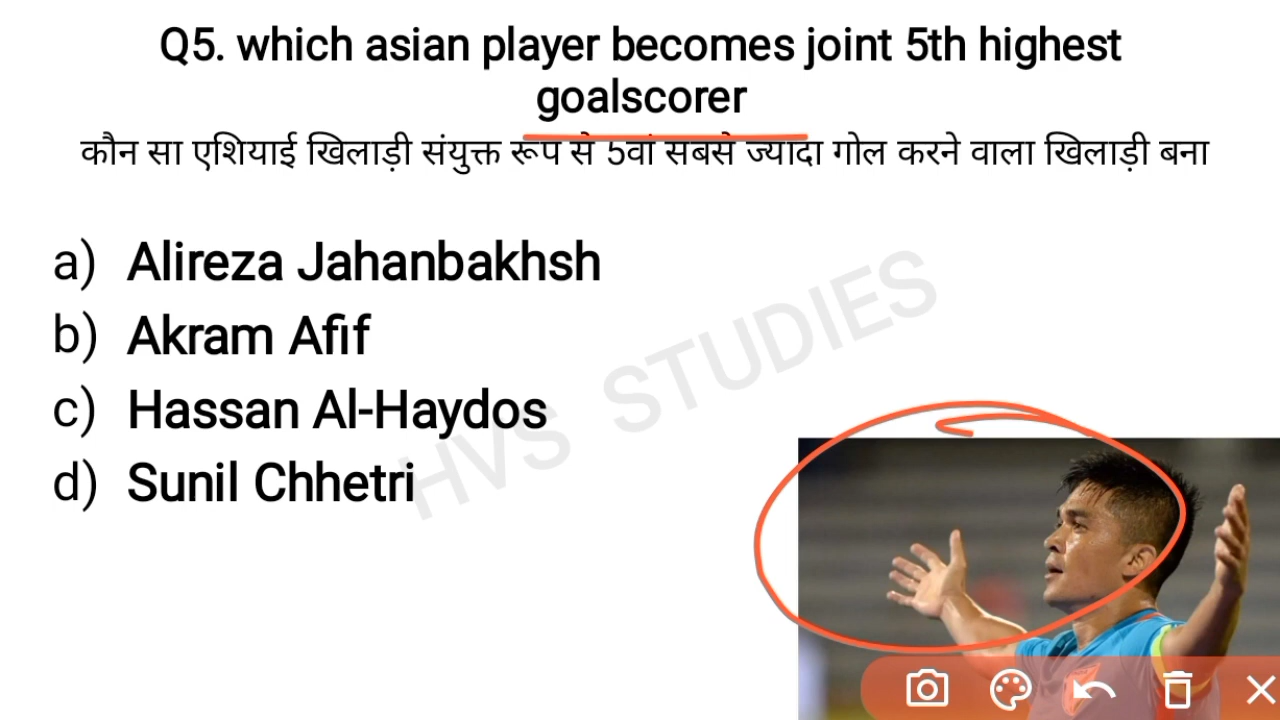 Q5. which asian player becomes joint 5th highest
goalscorer
कौन सा एशियाई खिलाड़ी संयुक्त रूप से 5वां सबसे ज्यादा गोल करने वाला खिलाड़ी बना
a) Alireza Jahanbakhsh
b) Akram Afif
c) Hassan Al-Haydos
d) Sunil Chhetri
HVS STUDIES